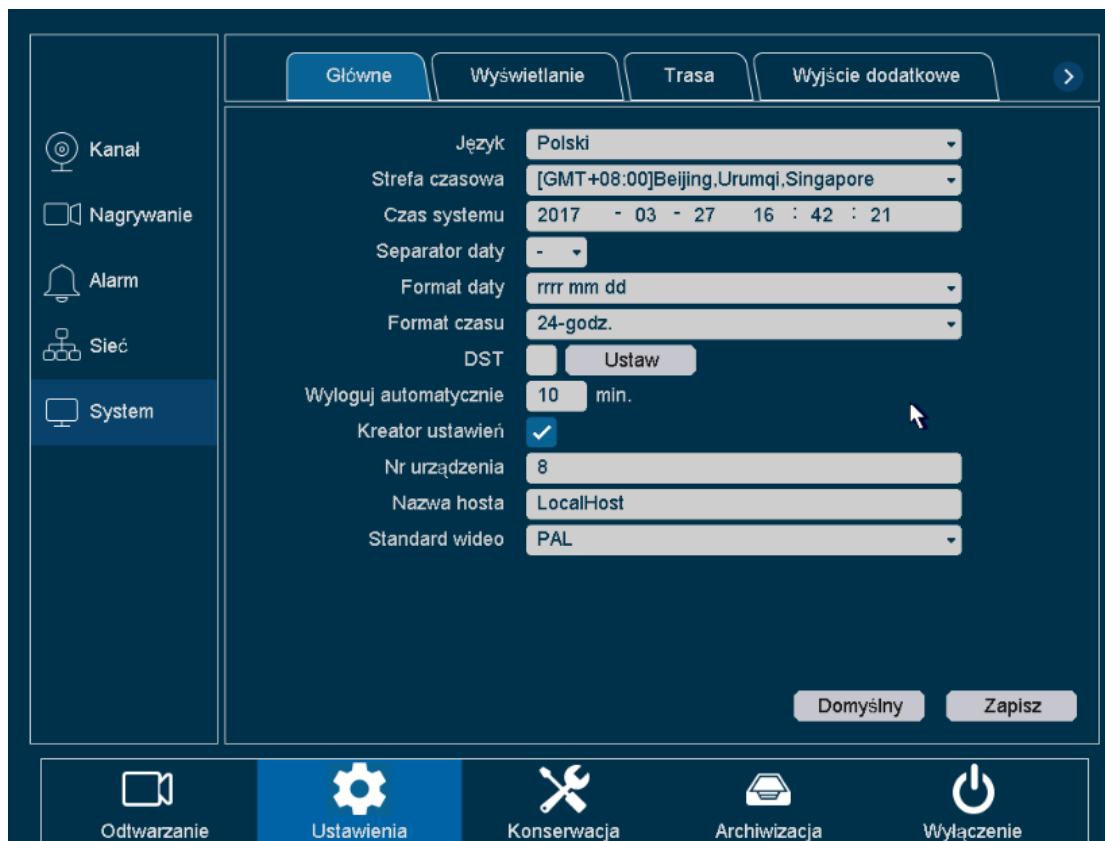 Główne Wyświetlanie Trasa Wyjście dodatkowe
Kanał
Nagrywanie
Alarm
Sieć
System
Język Polski
Strefa czasowa [GMT+08:00]Beijing,Urumqi,Singapore
Czas systemu 2017 - 03 - 27 16 : 42 : 21
Separator daty -
Format daty rrrr mm dd
Format czasu 24-godz.
DST Ustaw
Wyloguj automatycznie 10 min.
Kreator ustawień
Nr urządzenia 8
Nazwa hosta LocalHost
Standard wideo PAL
Domyślny Zapisz
Odtwarzanie Ustawienia Konserwacja Archiwizacja Wyłączenie